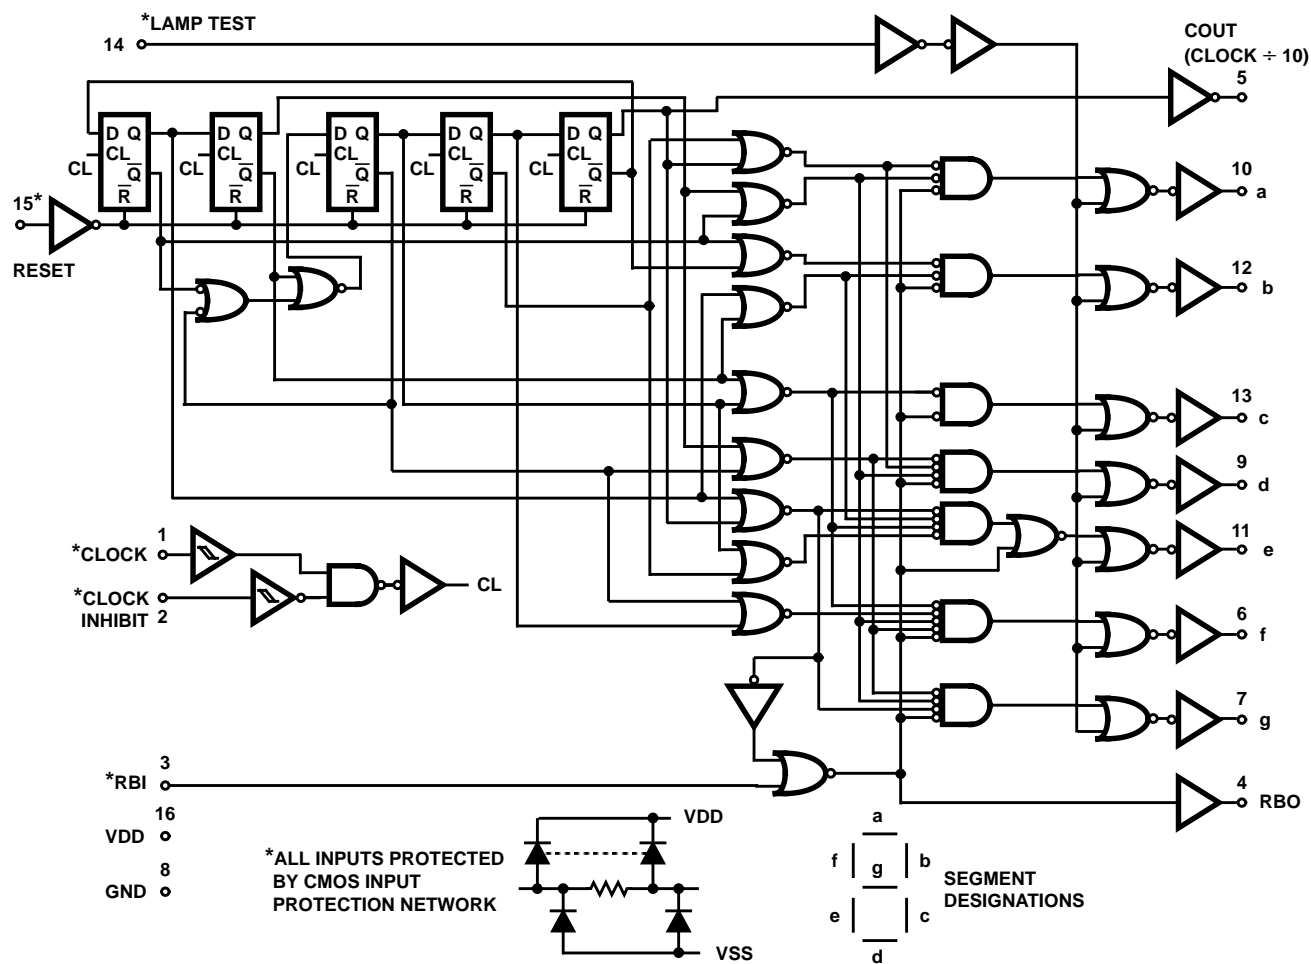 *LAMP TEST
14
COUT
(CLOCK ÷ 10)
5
D Q
CL
CL
Q
R
D Q
CL
CL
Q
R
D Q
CL
CL
Q
R
D Q
CL
CL
Q
R
D Q
CL
CL
Q
R
15*
RESET
10
a
12
b
13
c
9
d
11
e
6
f
7
g
1
*CLOCK
*CLOCK
INHIBIT 2
CL
3
*RBI
16
VDD
8
GND
4
RBO
*ALL INPUTS PROTECTED
BY CMOS INPUT
PROTECTION NETWORK
VDD
VSS
a
f g b
e c
d
SEGMENT
DESIGNATIONS